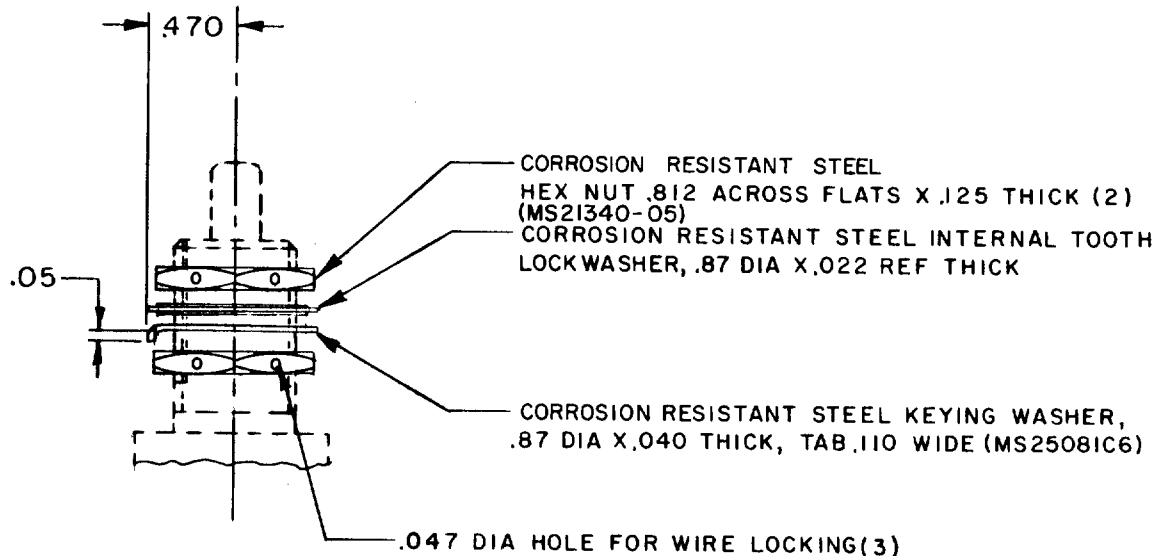 .470
CORROSION RESISTANT STEEL
HEX NUT .812 ACROSS FLATS X .125 THICK (2)
(MS21340-05)
CORROSION RESISTANT STEEL INTERNAL TOOTH
LOCKWASHER, .87 DIA X .022 REF THICK
.05
CORROSION RESISTANT STEEL KEYING WASHER,
.87 DIA X .040 THICK, TAB .110 WIDE (MS25081C6)
.047 DIA HOLE FOR WIRE LOCKING(3)